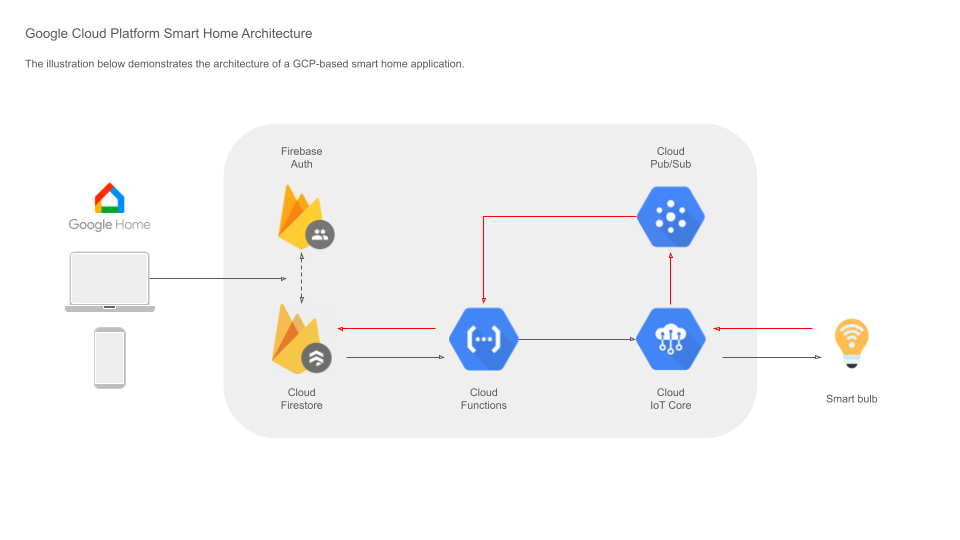 Google Cloud Platform Smart Home Architecture
The illustration below demonstrates the architecture of a GCP-based smart home application.
Firebase
Auth
Cloud
Pub/Sub
Google Home
Cloud
Firestore
Cloud
Functions
Cloud
IoT Core
Smart bulb